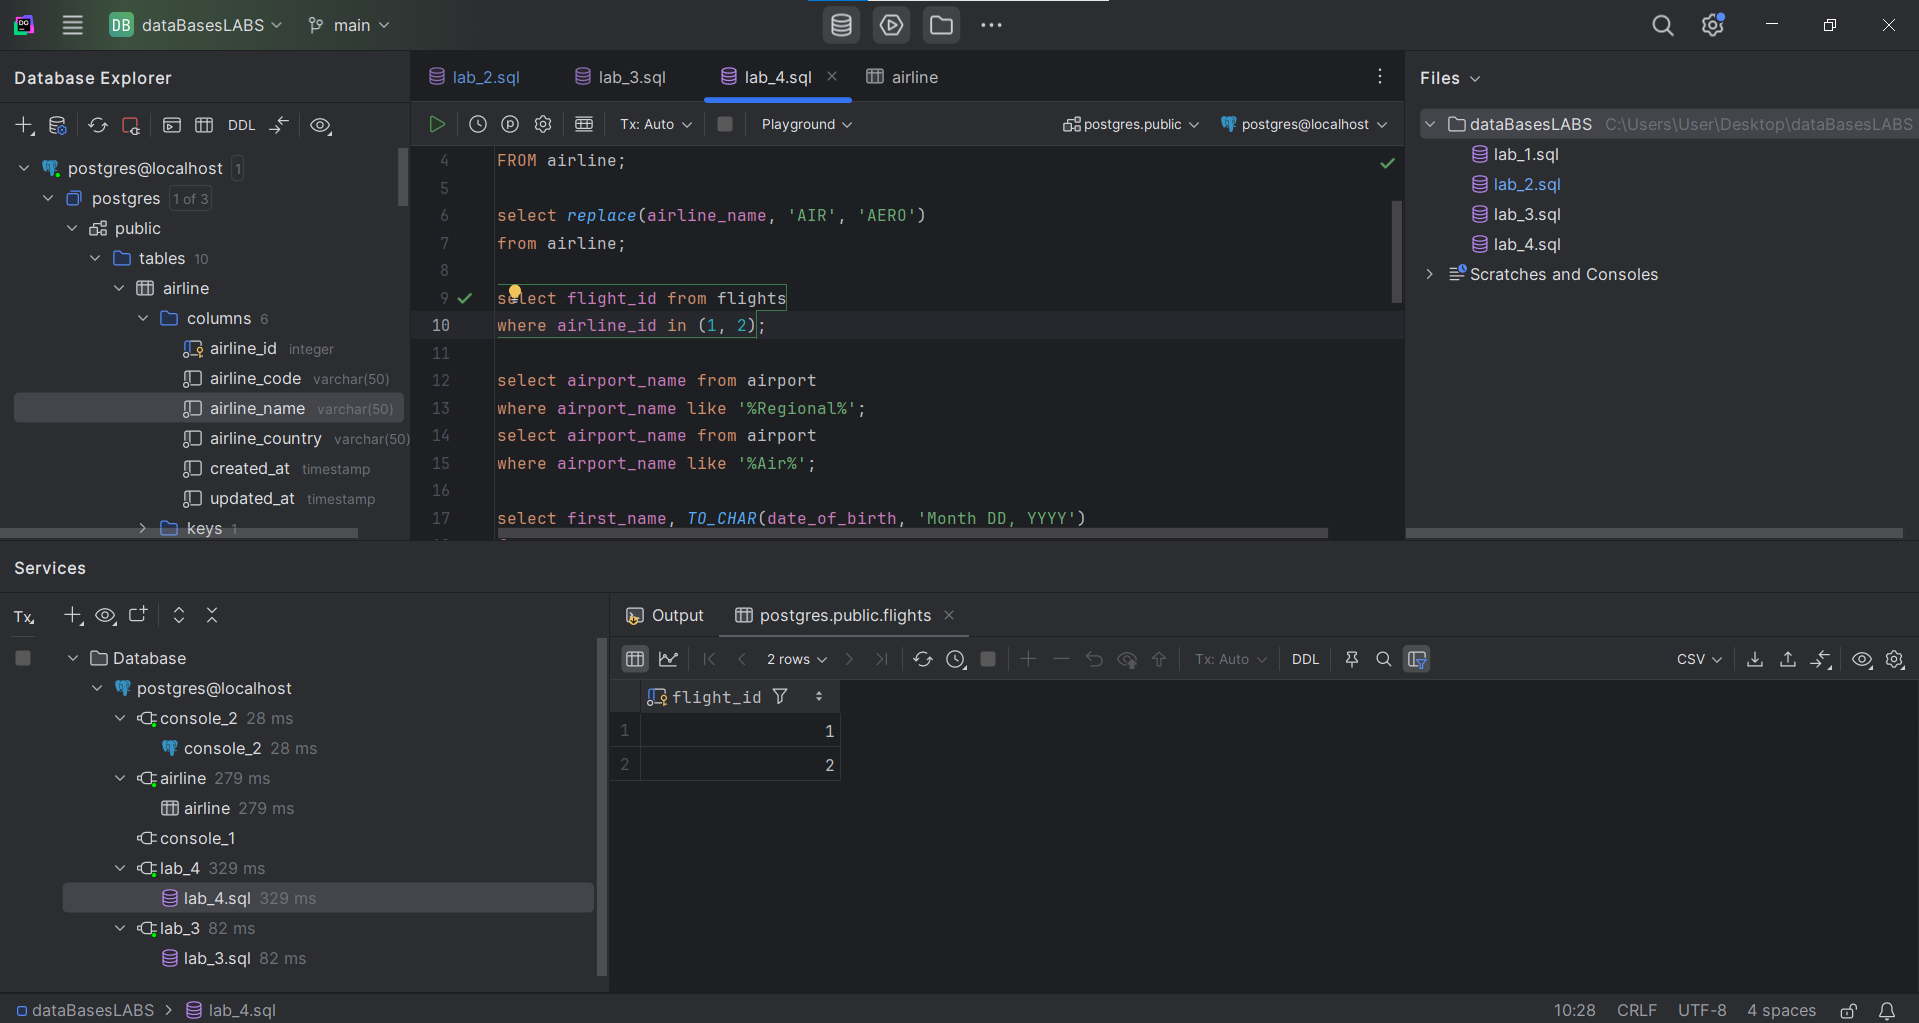 DB dataBasesLABS main
Database Explorer
DDL
postgres@localhost 1
postgres 1 of 3
public
tables 10
airline
columns 6
airline_id integer
airline_code varchar(50)
airline_name varchar(50)
airline_country varchar(50)
created_at timestamp
updated_at timestamp
keys 1
lab_2.sql lab_3.sql lab_4.sql airline
Tx: Auto Playground postgres.public postgres@localhost
4 FROM airline;
5
6 select replace(airline_name, 'AIR', 'AERO')
7 from airline;
8
9 select flight_id from flights
10 where airline_id in (1, 2);
11
12 select airport_name from airport
13 where airport_name like '%Regional%';
14 select airport_name from airport
15 where airport_name like '%Air%';
16
17 select first_name, TO_CHAR(date_of_birth, 'Month DD, YYYY')
Files
dataBasesLABS C:\Users\User\Desktop\dataBasesLABS
lab_1.sql
lab_2.sql
lab_3.sql
lab_4.sql
Scratches and Consoles
Services
Tx
Database
postgres@localhost
console_2 28 ms
console_2 28 ms
airline 279 ms
airline 279 ms
console_1
lab_4 329 ms
lab_4.sql 329 ms
lab_3 82 ms
lab_3.sql 82 ms
Output postgres.public.flights
2 rows Tx: Auto DDL CSV
flight_id
1 1
2 2
dataBasesLABS lab_4.sql
10:28 CRLF UTF-8 4 spaces